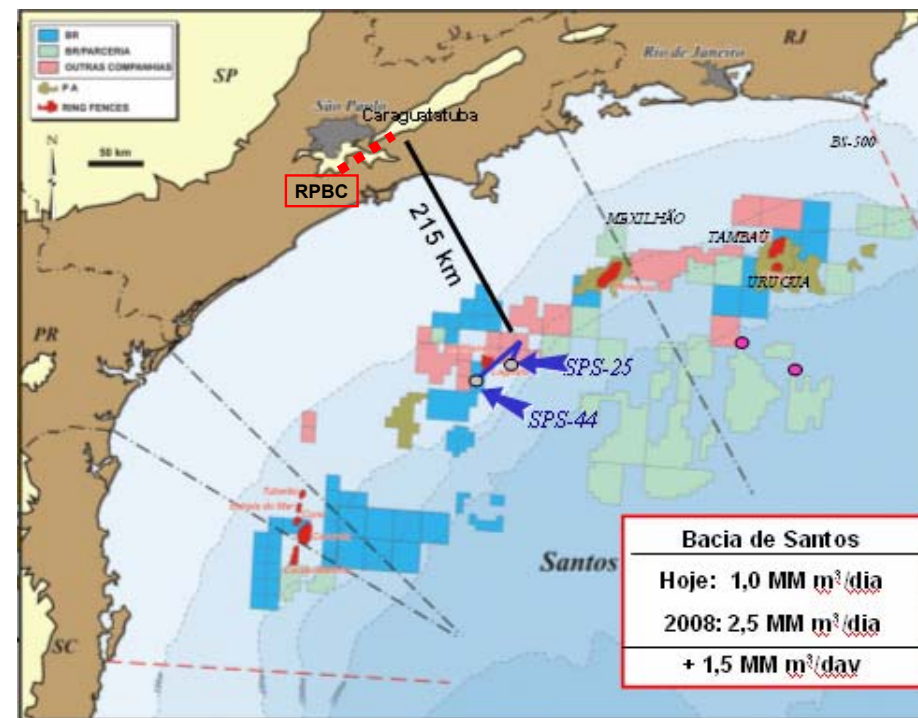 BR
BR/PARCERIA
OUTRAS COMPANHIAS
P A
RING FENCES
N
50 km
SP
RJ
Rio de Janeiro
São Paulo
Caraguatatuba
RPBC
BS-500
215 km
MEXILHÃO
TAMBAÚ
URUGUA
PR
SPS-25
SPS-44
Santos
SC
Bacia de Santos
Hoje: 1,0 MM m³/dia
2008: 2,5 MM m³/dia
+ 1,5 MM m³/day